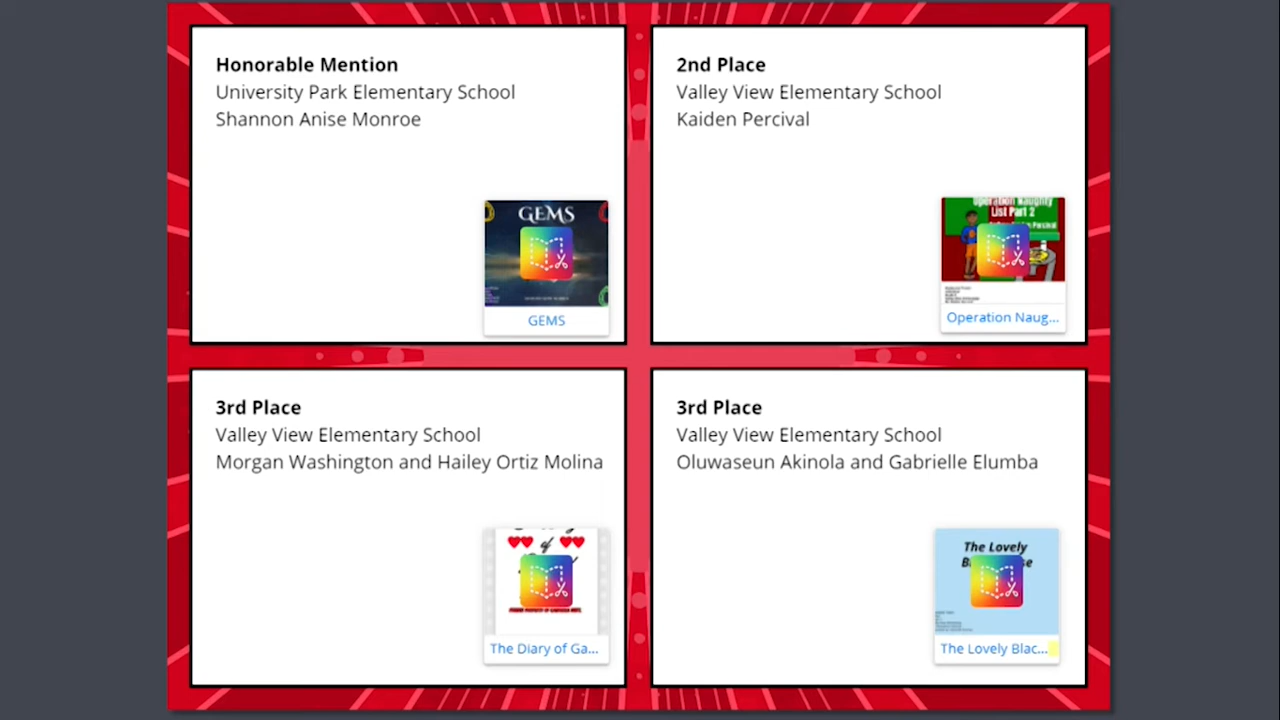 Honorable Mention
University Park Elementary School
Shannon Anise Monroe
GEMS
GEMS
2nd Place
Valley View Elementary School
Kaiden Percival
Operation Naughty
List Part 2
Percival
Operation Naug...
3rd Place
Valley View Elementary School
Morgan Washington and Hailey Ortiz Molina
of
The Diary of Ga...
3rd Place
Valley View Elementary School
Oluwaseun Akinola and Gabrielle Elumba
The Lovely
The Lovely Blac...